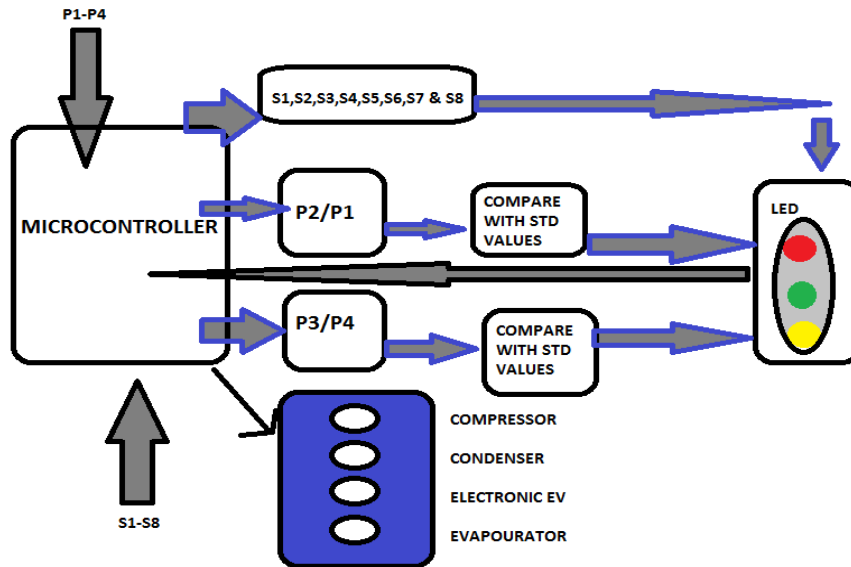 P1-P4
S1,S2,S3,S4,S5,S6,S7 & S8
MICROCONTROLLER
P2/P1
COMPARE
WITH STD
VALUES
LED
P3/P4
COMPARE
WITH STD
VALUES
COMPRESSOR
CONDENSER
ELECTRONIC EV
EVAPOURATOR
S1-S8